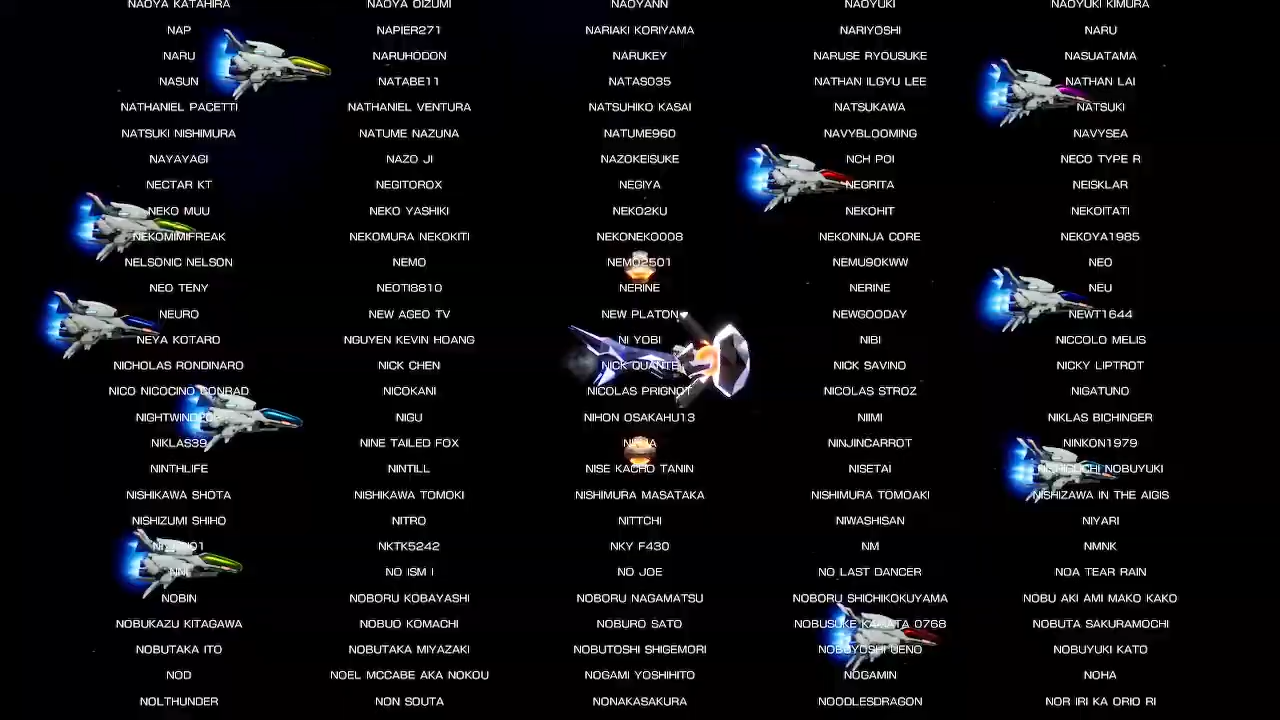 NAOYA KATAHIRA NAOYA OIZUMI NAOYANN NAOYUKI NAOYUKI KIMURA
NAP NAPIER271 NARIAKI KORIYAMA NARIYOSHI NARU
NARU NARUHODON NARUKEY NARUSE RYOUSUKE NASUATAMA
NASUN NATABE11 NATAS035 NATHAN ILGYU LEE NATHAN LAI
NATHANIEL PACETTI NATHANIEL VENTURA NATSUHIKO KASAI NATSUKAWA NATSUKI
NATSUKI NISHIMURA NATUME NAZUNA NATUME960 NAVYBLOOMING NAVYSEA
NAYAYAGI NAZO JI NAZOKEISUKE NCH POI NECO TYPE R
NECTAR KT NEGITOROX NEGIYA NEGRITA NEISKLAR
NEKO MUU NEKO YASHIKI NEKO2KU NEKOHIT NEKOITATI
NEKOMIMIFREAK NEKOMURA NEKOKITI NEKONEKO008 NEKONINJA CORE NEKOYA1985
NELSONIC NELSON NEMO NEMO2501 NEMU90KWW NEO
NEO TENY NEOTI8810 NERINE NERINE NEU
NEURO NEW AGEO TV NEW PLATON NEWGOODAY NEWT1644
NEYA KOTARO NGUYEN KEVIN HOANG NI YOBI NIBI NICCOLO MELIS
NICHOLAS RONDINARO NICK CHEN NICK QUANTE NICK SAVINO NICKY LIPTROT
NICO NICOCINO CONRAD NICOKANI NICOLAS PRIGNOT NICOLAS STROZ NIGATUNO
NIGU NIHON OSAKAHU13 NIIMI NIKLAS BICHINGER
NIKLAS39 NINE TAILED FOX NINJINCARROT NINKON1979
NINTHLIFE NINTILL NISE KACHO TANIN NISETAI NISHIGUCHI NOBUYUKI
NISHIKAWA SHOTA NISHIKAWA TOMOKI NISHIMURA MASATAKA NISHIMURA TOMOAKI NISHIZAWA IN THE AIGIS
NISHIZUMI SHIHO NITRO NITTCHI NIWASHISAN NIYARI
NKTK5242 NKY F430 NM NMNK
NO ISM I NO JOE NO LAST DANCER NOA TEAR RAIN
NOBIN NOBORU KOBAYASHI NOBORU NAGAMATSU NOBORU SHICHIKOKUYAMA NOBU AKI AMI MAKO KAKO
NOBUKAZU KITAGAWA NOBUO KOMACHI NOBURO SATO NOBUSUKE KAMATA 0768 NOBUTA SAKURAMOCHI
NOBUTAKA ITO NOBUTAKA MIYAZAKI NOBUTOSHI SHIGEMORI NOBUYOSHI UENO NOBUYUKI KATO
NOD NOEL MCCABE AKA NOKOU NOGAMI YOSHIHITO NOGAMIN NOHA
NOLTHUNDER NON SOUTA NONAKASAKURA NOODLESDRAGON NOR IRI KA ORIO RI